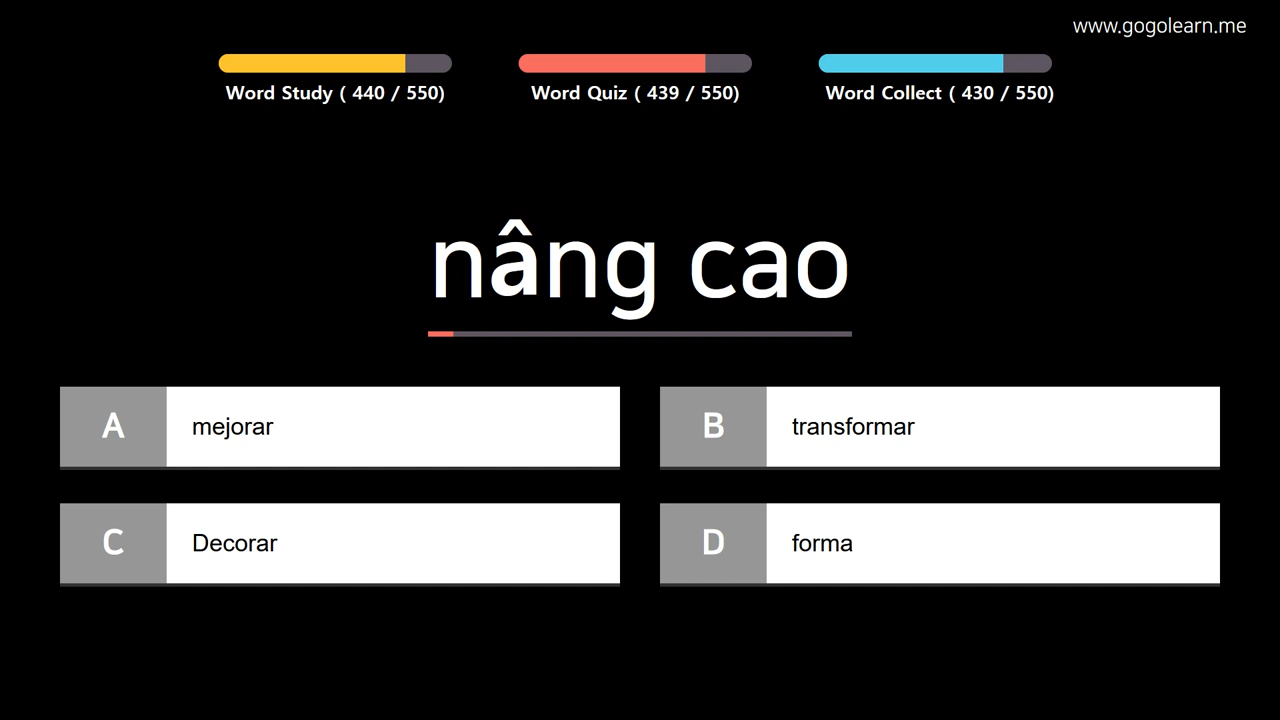 www.gogolearn.me
Word Study ( 440 / 550)
Word Quiz ( 439 / 550)
Word Collect ( 430 / 550)
nâng cao
A mejorar
B transformar
C Decorar
D forma